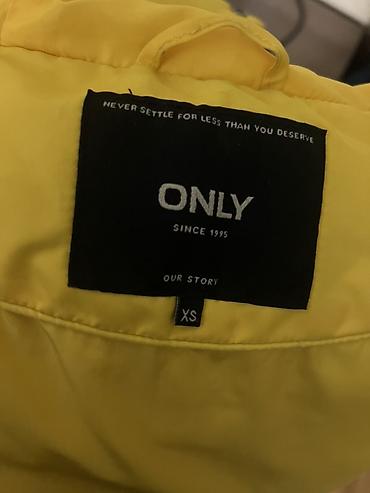 NEVER SETTLE FOR LESS THAN YOU DESERVE
ONLY
SINCE 1995
OUR STORY
XS